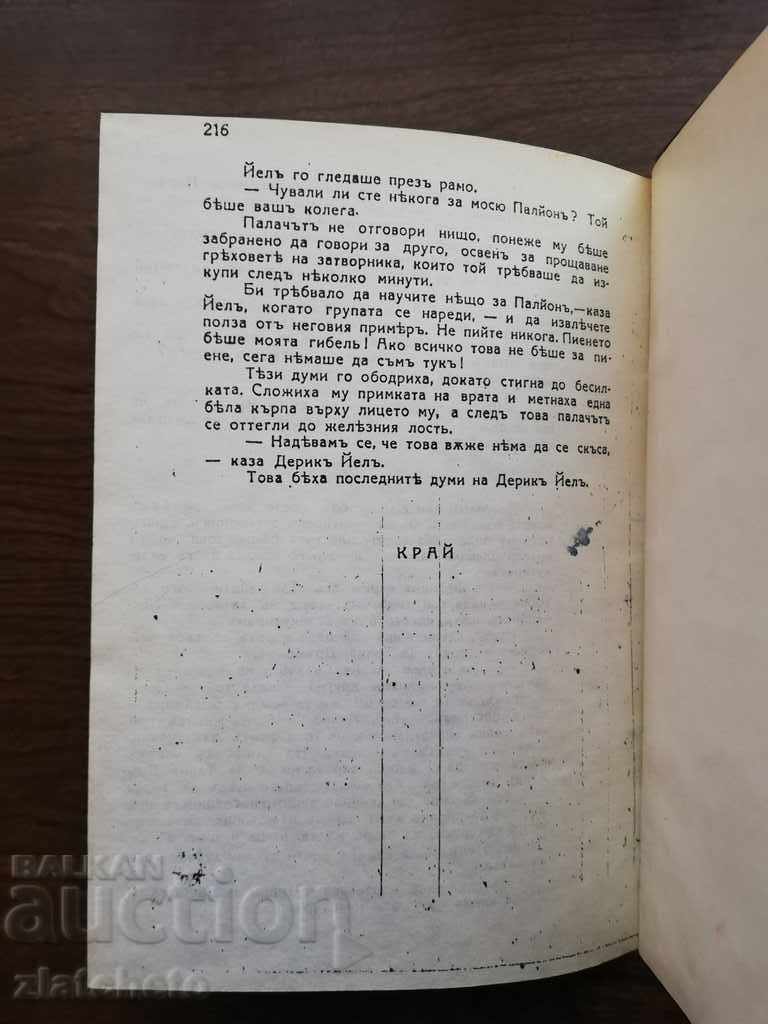 216
Йелъ го гледаше презъ рамо.
— Чували ли сте нѣкога за мосю Палйонъ? Той
бѣше вашъ колега.
Палачътъ не отговори нищо, понеже му бѣше
забранено да говори за друго, освенъ за прощаване
грѣховетѣ на затворника, които той трѣбваше да из-
купи следъ нѣколко минути.
Би трѣбвало да научите нѣщо за Палйонъ,—каза
Йелъ, когато групата се нареди, — и да извлѣчете
полза отъ неговия примѣръ. Не пийте никога. Пиенето
бѣше моята гибель! Ако всичко това не бѣше за пи-
ене, сега нѣмаше да съмъ тукъ!
Тѣзи думи го ободриха, докато стигна до бесил-
ката. Сложиха му примката на врата и метнаха една
бѣла кърпа върху лицето му, а следъ това палачътъ
се оттегли до желѣзния лость.
— Надѣвамъ се, че това вѫже нѣма да се скъса,
— каза Дерикъ Йелъ.
Това бѣха последнитѣ думи на Дерикъ Йелъ.
КРАЙ
BALKAN
auction
zlatcheto